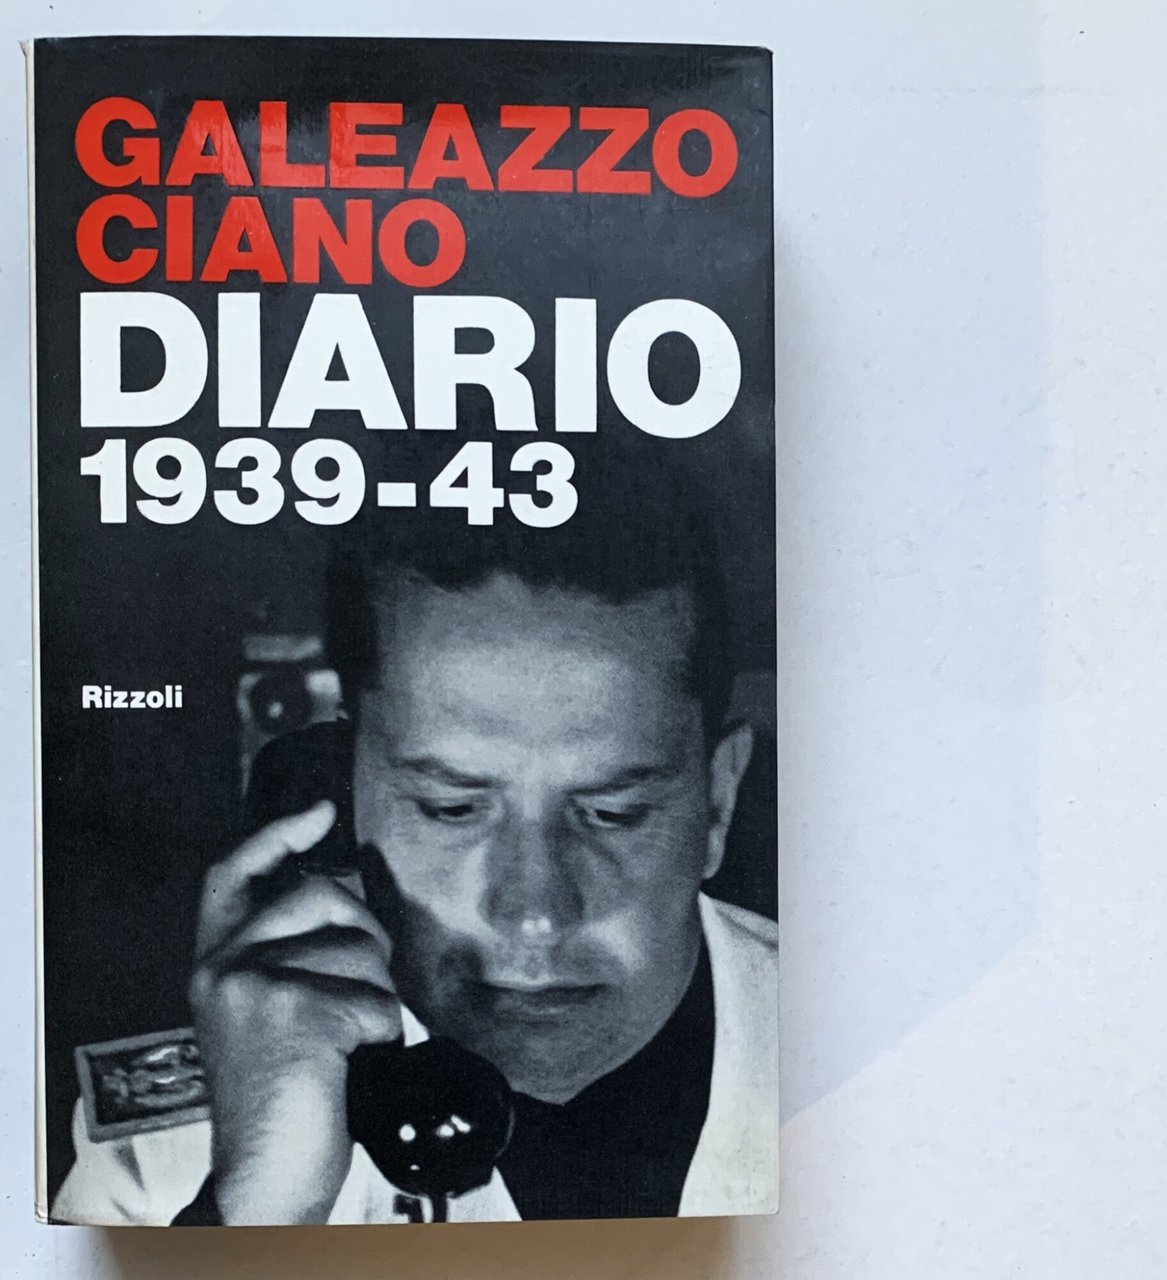 GALEAZZO
CIANO
DIARIO
1939-43
Rizzoli